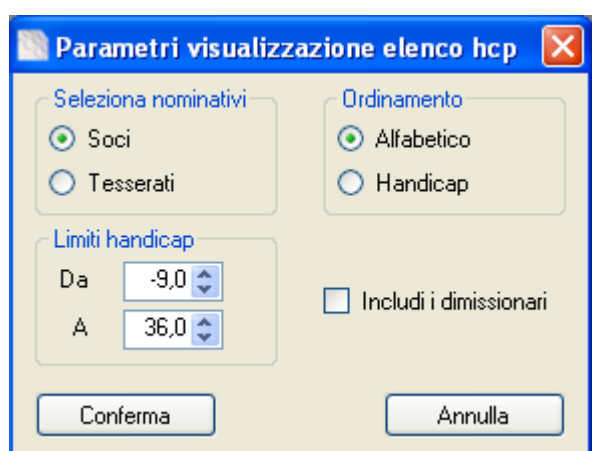 Parametri visualizzazione elenco hcp
Seleziona nominativi
Soci
Tesserati
Ordinamento
Alfabetico
Handicap
Limiti handicap
Da -9,0
A 36,0
Includi i dimissionari
Conferma
Annulla